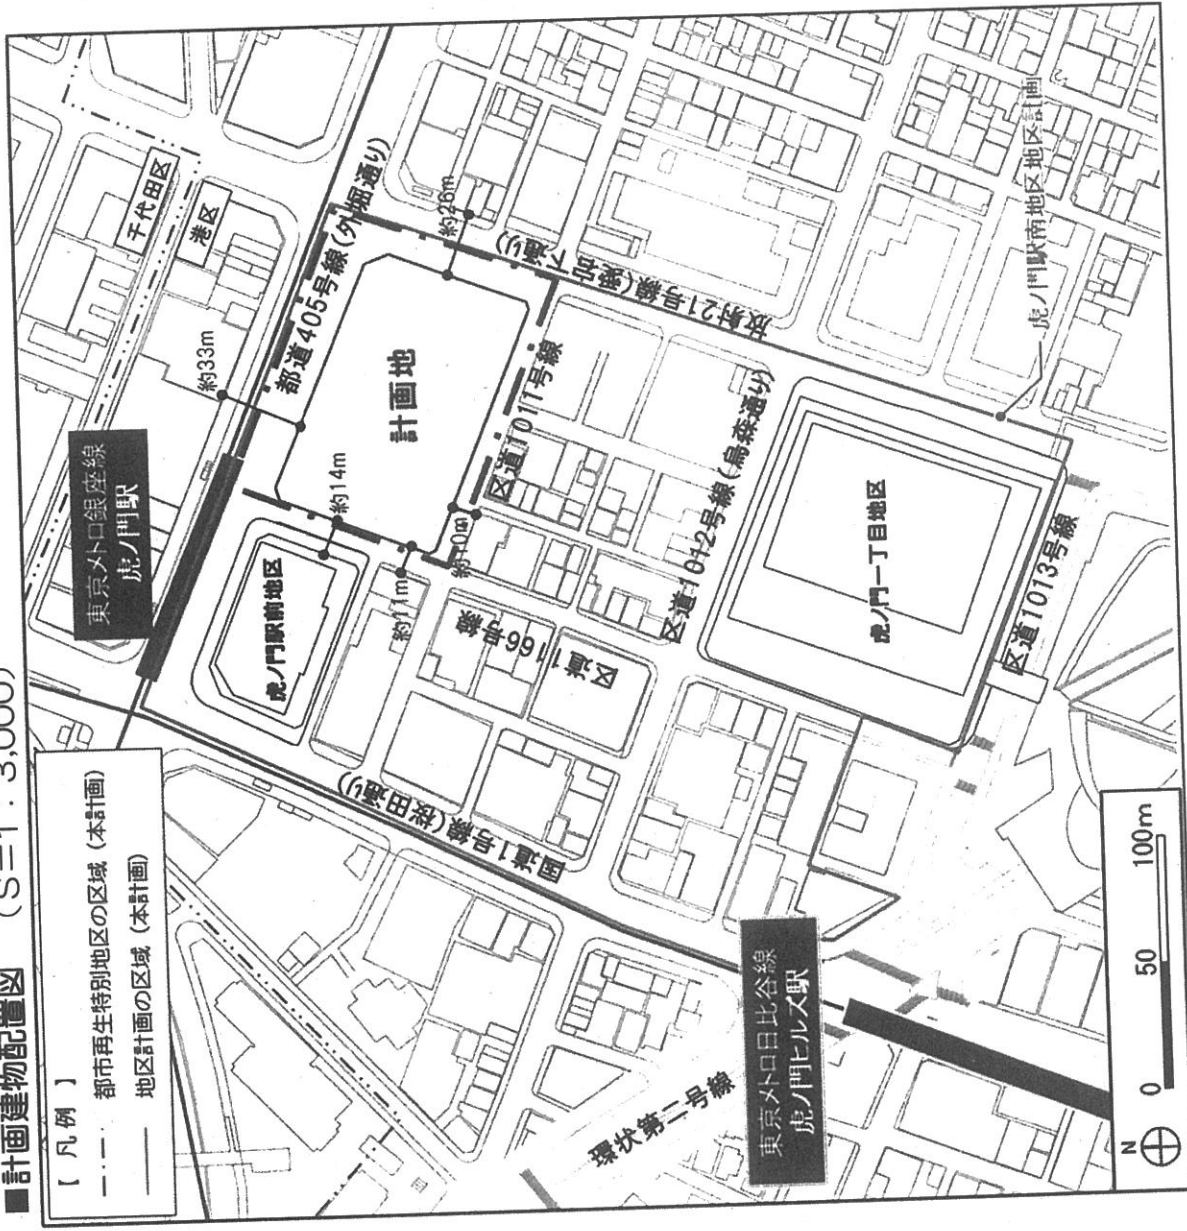 ■計画建物配置図 (S=1:3,000)
【 凡 例 】
都市再生特別地区の区域（本計画）
地区計画の区域（本計画）
東京メトロ銀座線
虎ノ門駅
千代田区
港区
約33m
都道405号線(外堀通り)
約26m
計画地
約14m
虎ノ門駅前地区
約11m
約10m
区道1011号線
放射21号線(愛宕下通り)
区道1166号線
区道1012号線(烏森通り)
国道1号線(桜田通り)
虎ノ門一丁目地区
区道1013号線
虎ノ門駅南地区地区計画
環状第二号線
東京メトロ日比谷線
虎ノ門ヒルズ駅
N
0 50 100m